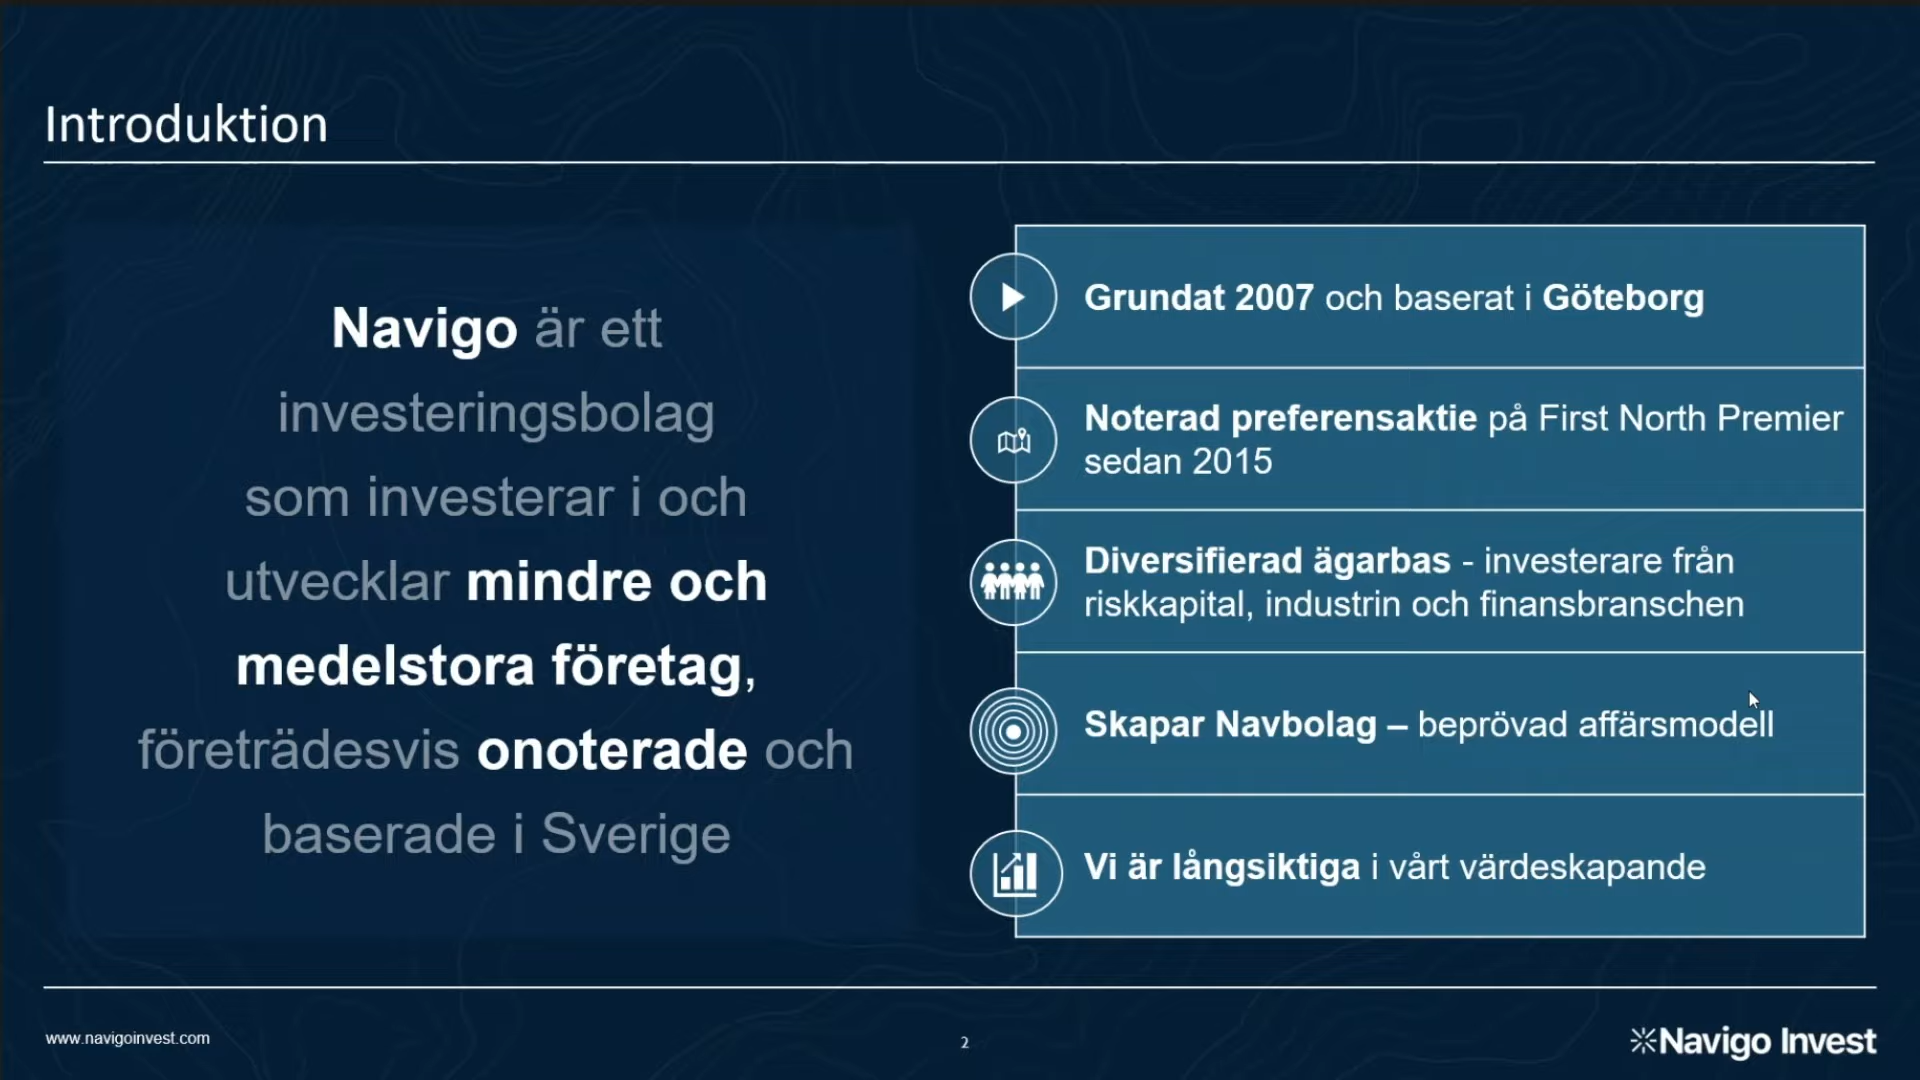 Introduktion
Navigo är ett
investeringsbolag
som investerar i och
utvecklar mindre och
medelstora företag,
företrädesvis onoterade och
baserade i Sverige
Grundat 2007 och baserat i Göteborg
Noterad preferensaktie på First North Premier
sedan 2015
Diversifierad ägarbas - investerare från
riskkapital, industrin och finansbranschen
Skapar Navbolag – beprövad affärsmodell
Vi är långsiktiga i vårt värdeskapande
www.navigoinvest.com
2
Navigo Invest